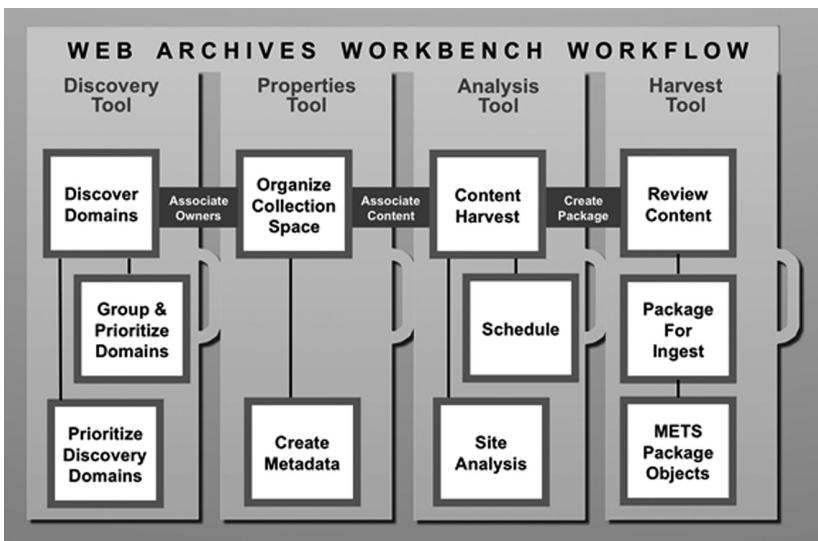 WEB ARCHIVES WORKBENCH WORKFLOW
Discovery
Tool
Discover
Domains
Group &
Prioritize
Domains
Prioritize
Discovery
Domains
Associate
Owners
Properties
Tool
Organize
Collection
Space
Create
Metadata
Associate
Content
Analysis
Tool
Content
Harvest
Schedule
Site
Analysis
Create
Package
Harvest
Tool
Review
Content
Package
For
Ingest
METS
Package
Objects